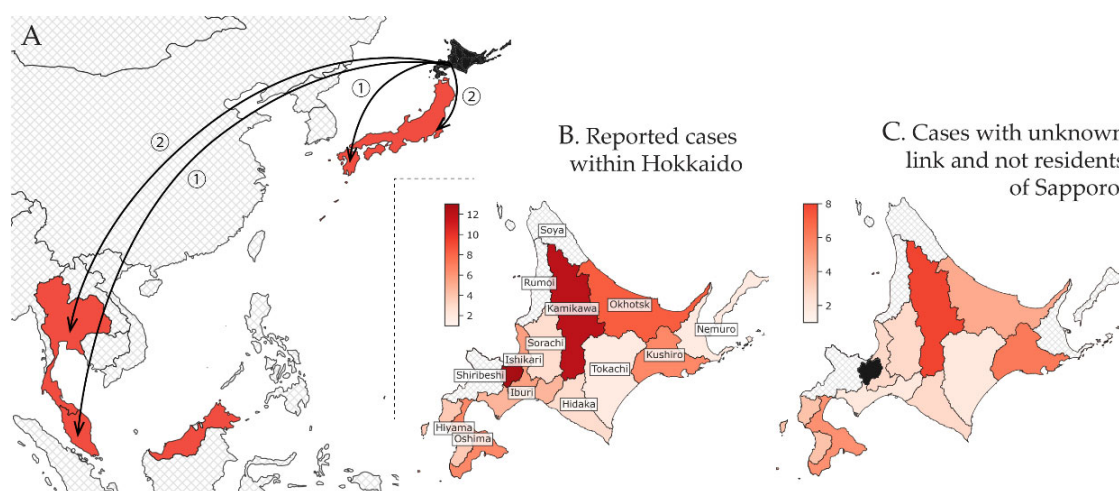 A
①
②
②
①
B. Reported cases
within Hokkaido
12
10
8
6
4
2
Soya
Rumoi
Kamikawa
Okhotsk
Nemuro
Sorachi
Kushiro
Ishikari
Tokachi
Shiribeshi
Iburi
Hidaka
Hiyama
Oshima
C. Cases with unknown
link and not residents
of Sapporo
8
6
4
2